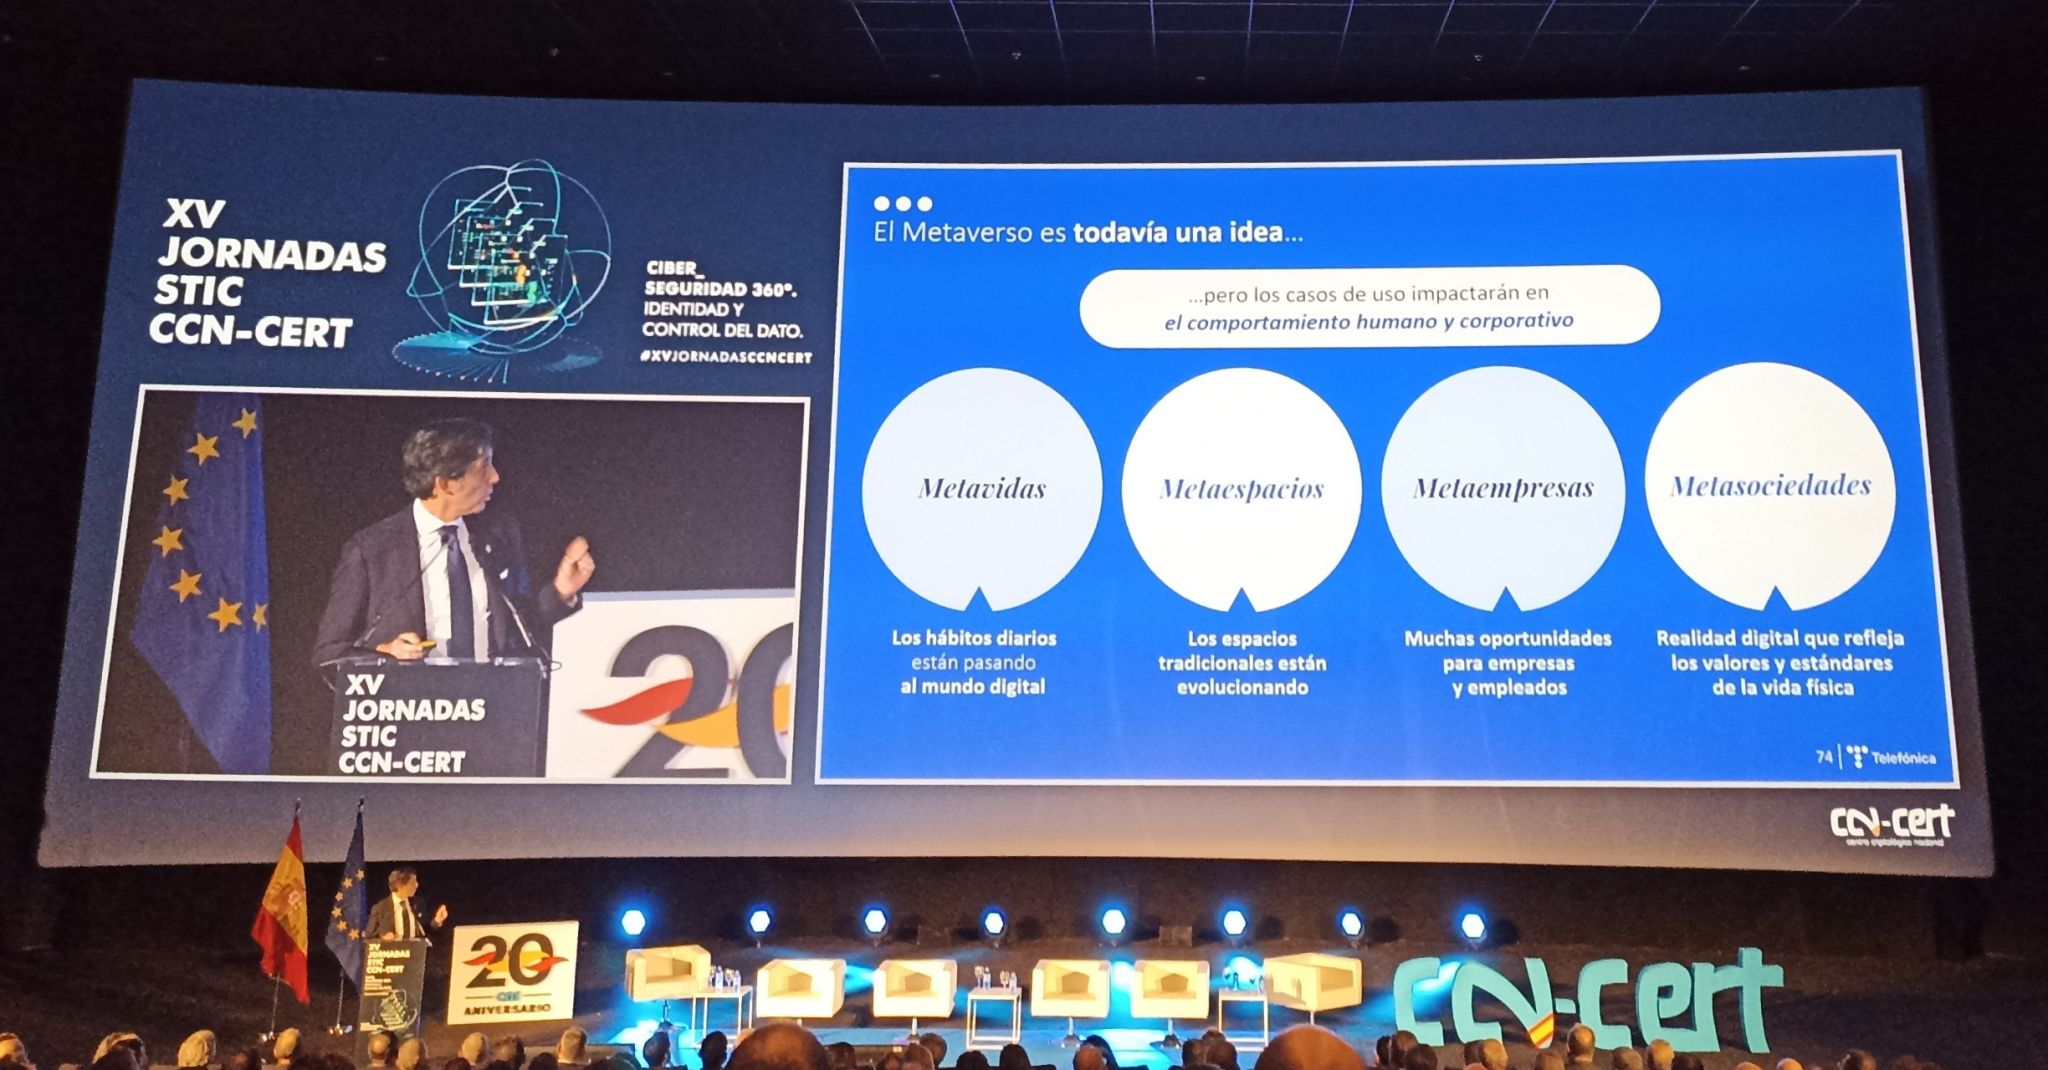 XV
JORNADAS
STIC
CCN-CERT
CIBER_
SEGURIDAD 360º.
IDENTIDAD Y
CONTROL DEL DATO.
#XVJORNADASCCNCERT
El Metaverso es todavía una idea...
...pero los casos de uso impactarán en
el comportamiento humano y corporativo
Metavidas
Metaespacios
Metaempresas
Metasociedades
Los hábitos diarios
están pasando
al mundo digital
Los espacios
tradicionales están
evolucionando
Muchas oportunidades
para empresas
y empleados
Realidad digital que refleja
los valores y estándares
de la vida física
74 | Telefónica
XV
JORNADAS
STIC
CCN-CERT
20
ccn-cert
centro criptológico nacional
XV
JORNADAS
STIC
CCN-CERT
20
ANIVERSARIO
ccn-cert